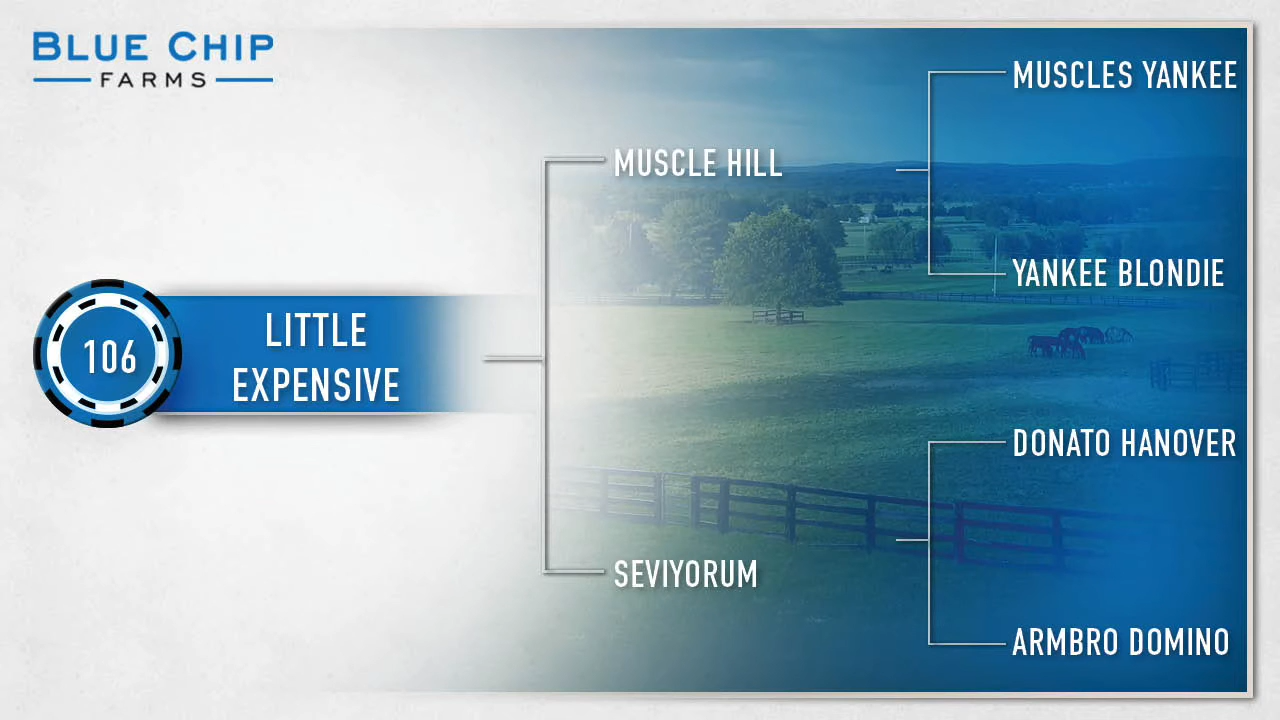 BLUE CHIP
FARMS
MUSCLES YANKEE
MUSCLE HILL
YANKEE BLONDIE
106
LITTLE
EXPENSIVE
DONATO HANOVER
SEVIYORUM
ARMBRO DOMINO